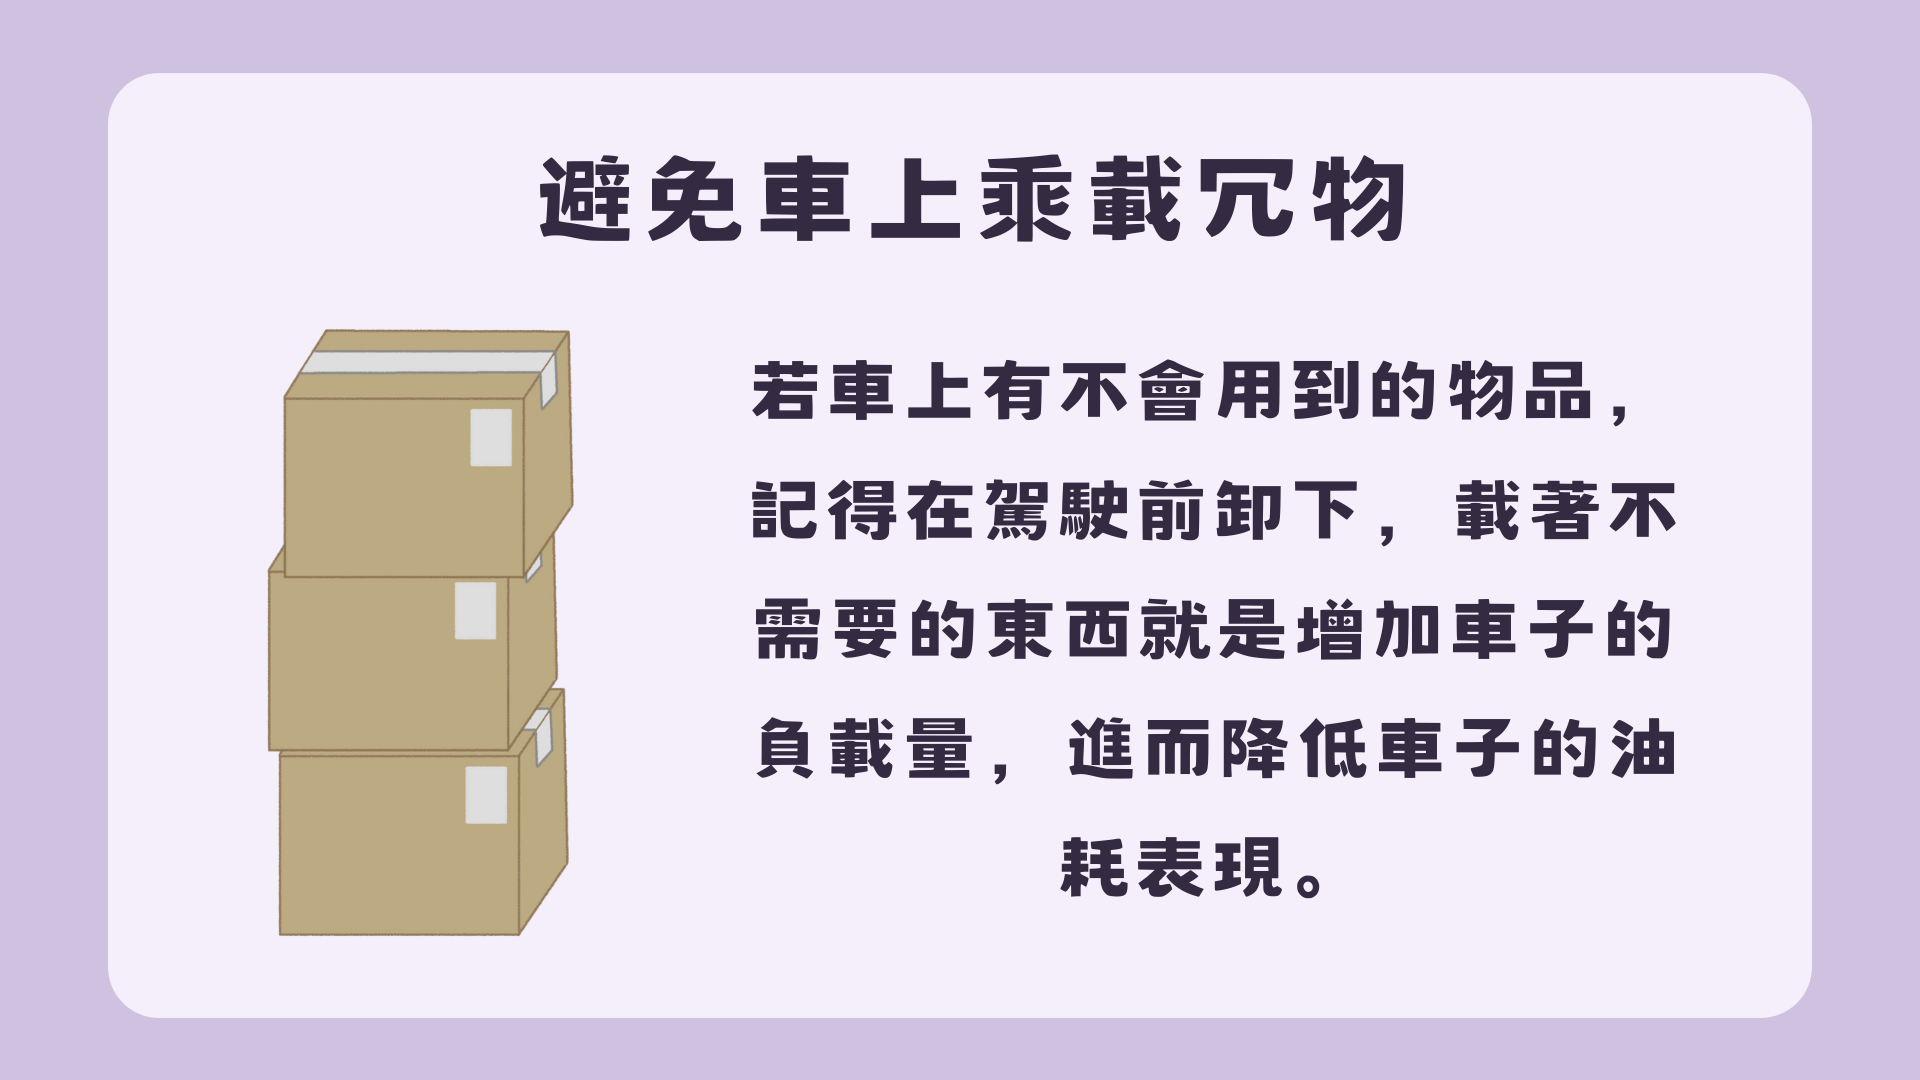 避免車上乘載冗物
若車上有不會用到的物品，
記得在駕駛前卸下，載著不
需要的東西就是增加車子的
負載量，進而降低車子的油
耗表現。